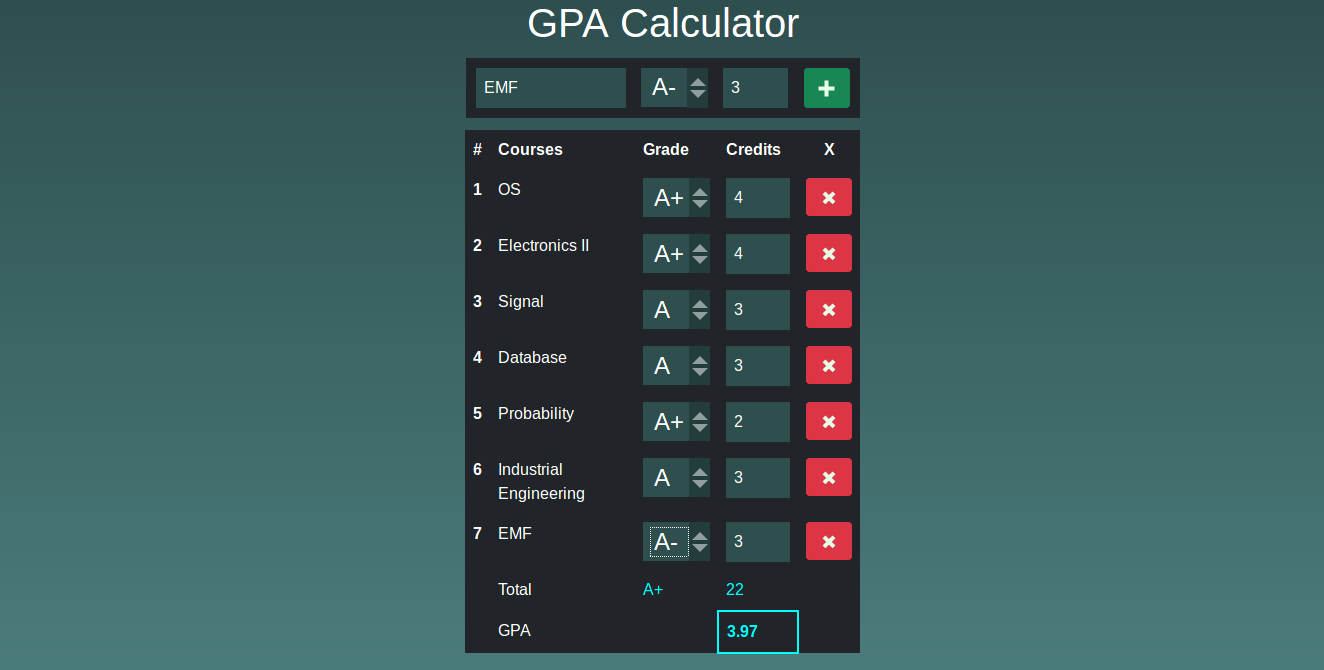 GPA Calculator
EMF A- 3
# Courses Grade Credits X
1 OS A+ 4
2 Electronics II A+ 4
3 Signal A 3
4 Database A 3
5 Probability A+ 2
6 Industrial A 3
Engineering
7 EMF A- 3
Total A+ 22
GPA 3.97